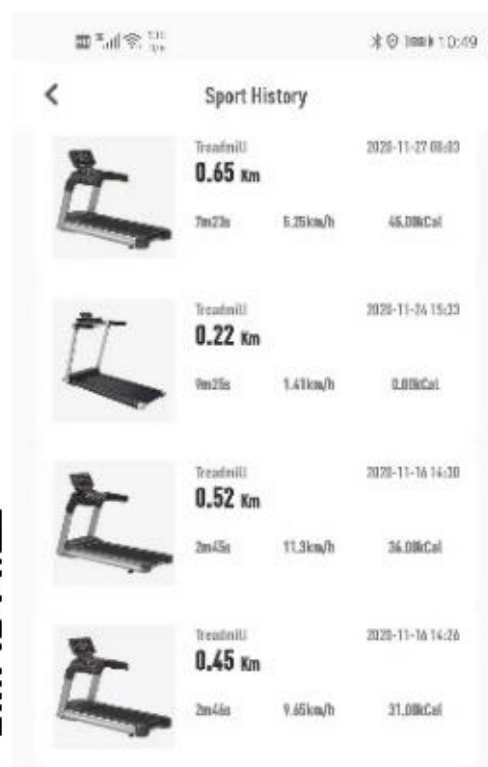 10:49
Sport History
Treadmill 2020-11-27 08:03
0.65 Km
7m23s 5.25km/h 45.00kCal
Treadmill 2020-11-24 15:33
0.22 Km
9m25s 1.41km/h 0.00kCal
Treadmill 2020-11-16 14:30
0.52 Km
2m45s 11.3km/h 36.00kCal
Treadmill 2020-11-16 14:26
0.45 Km
2m46s 9.65km/h 31.00kCal